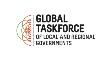 GLOBAL
TASKFORCE
OF LOCAL AND REGIONAL
GOVERNMENTS